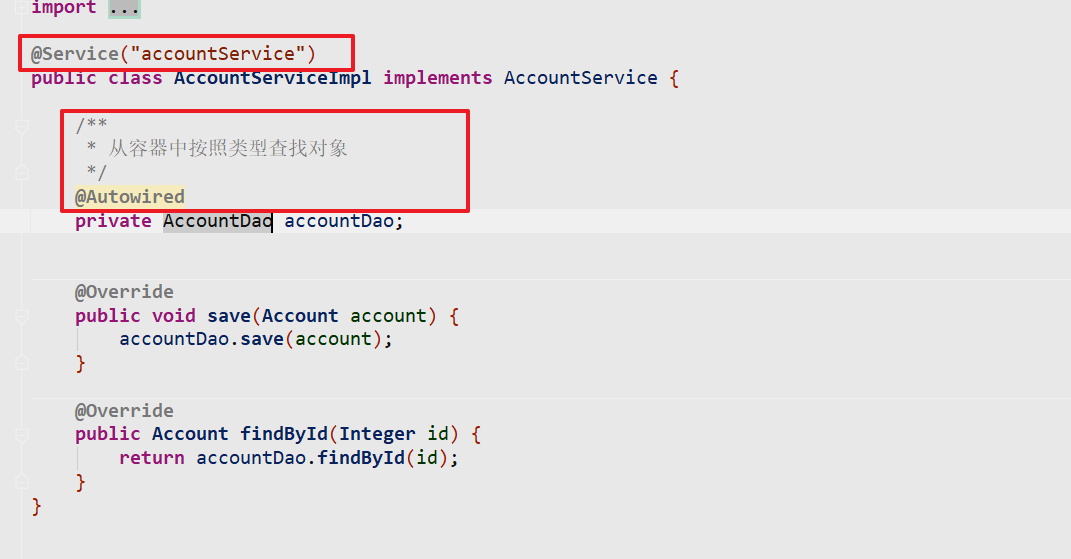 import ...
@Service("accountService")
public class AccountServiceImpl implements AccountService {
/**
* 从容器中按照类型查找对象
*/
@Autowired
private AccountDao accountDao;
@Override
public void save(Account account) {
accountDao.save(account);
}
@Override
public Account findById(Integer id) {
return accountDao.findById(id);
}
}